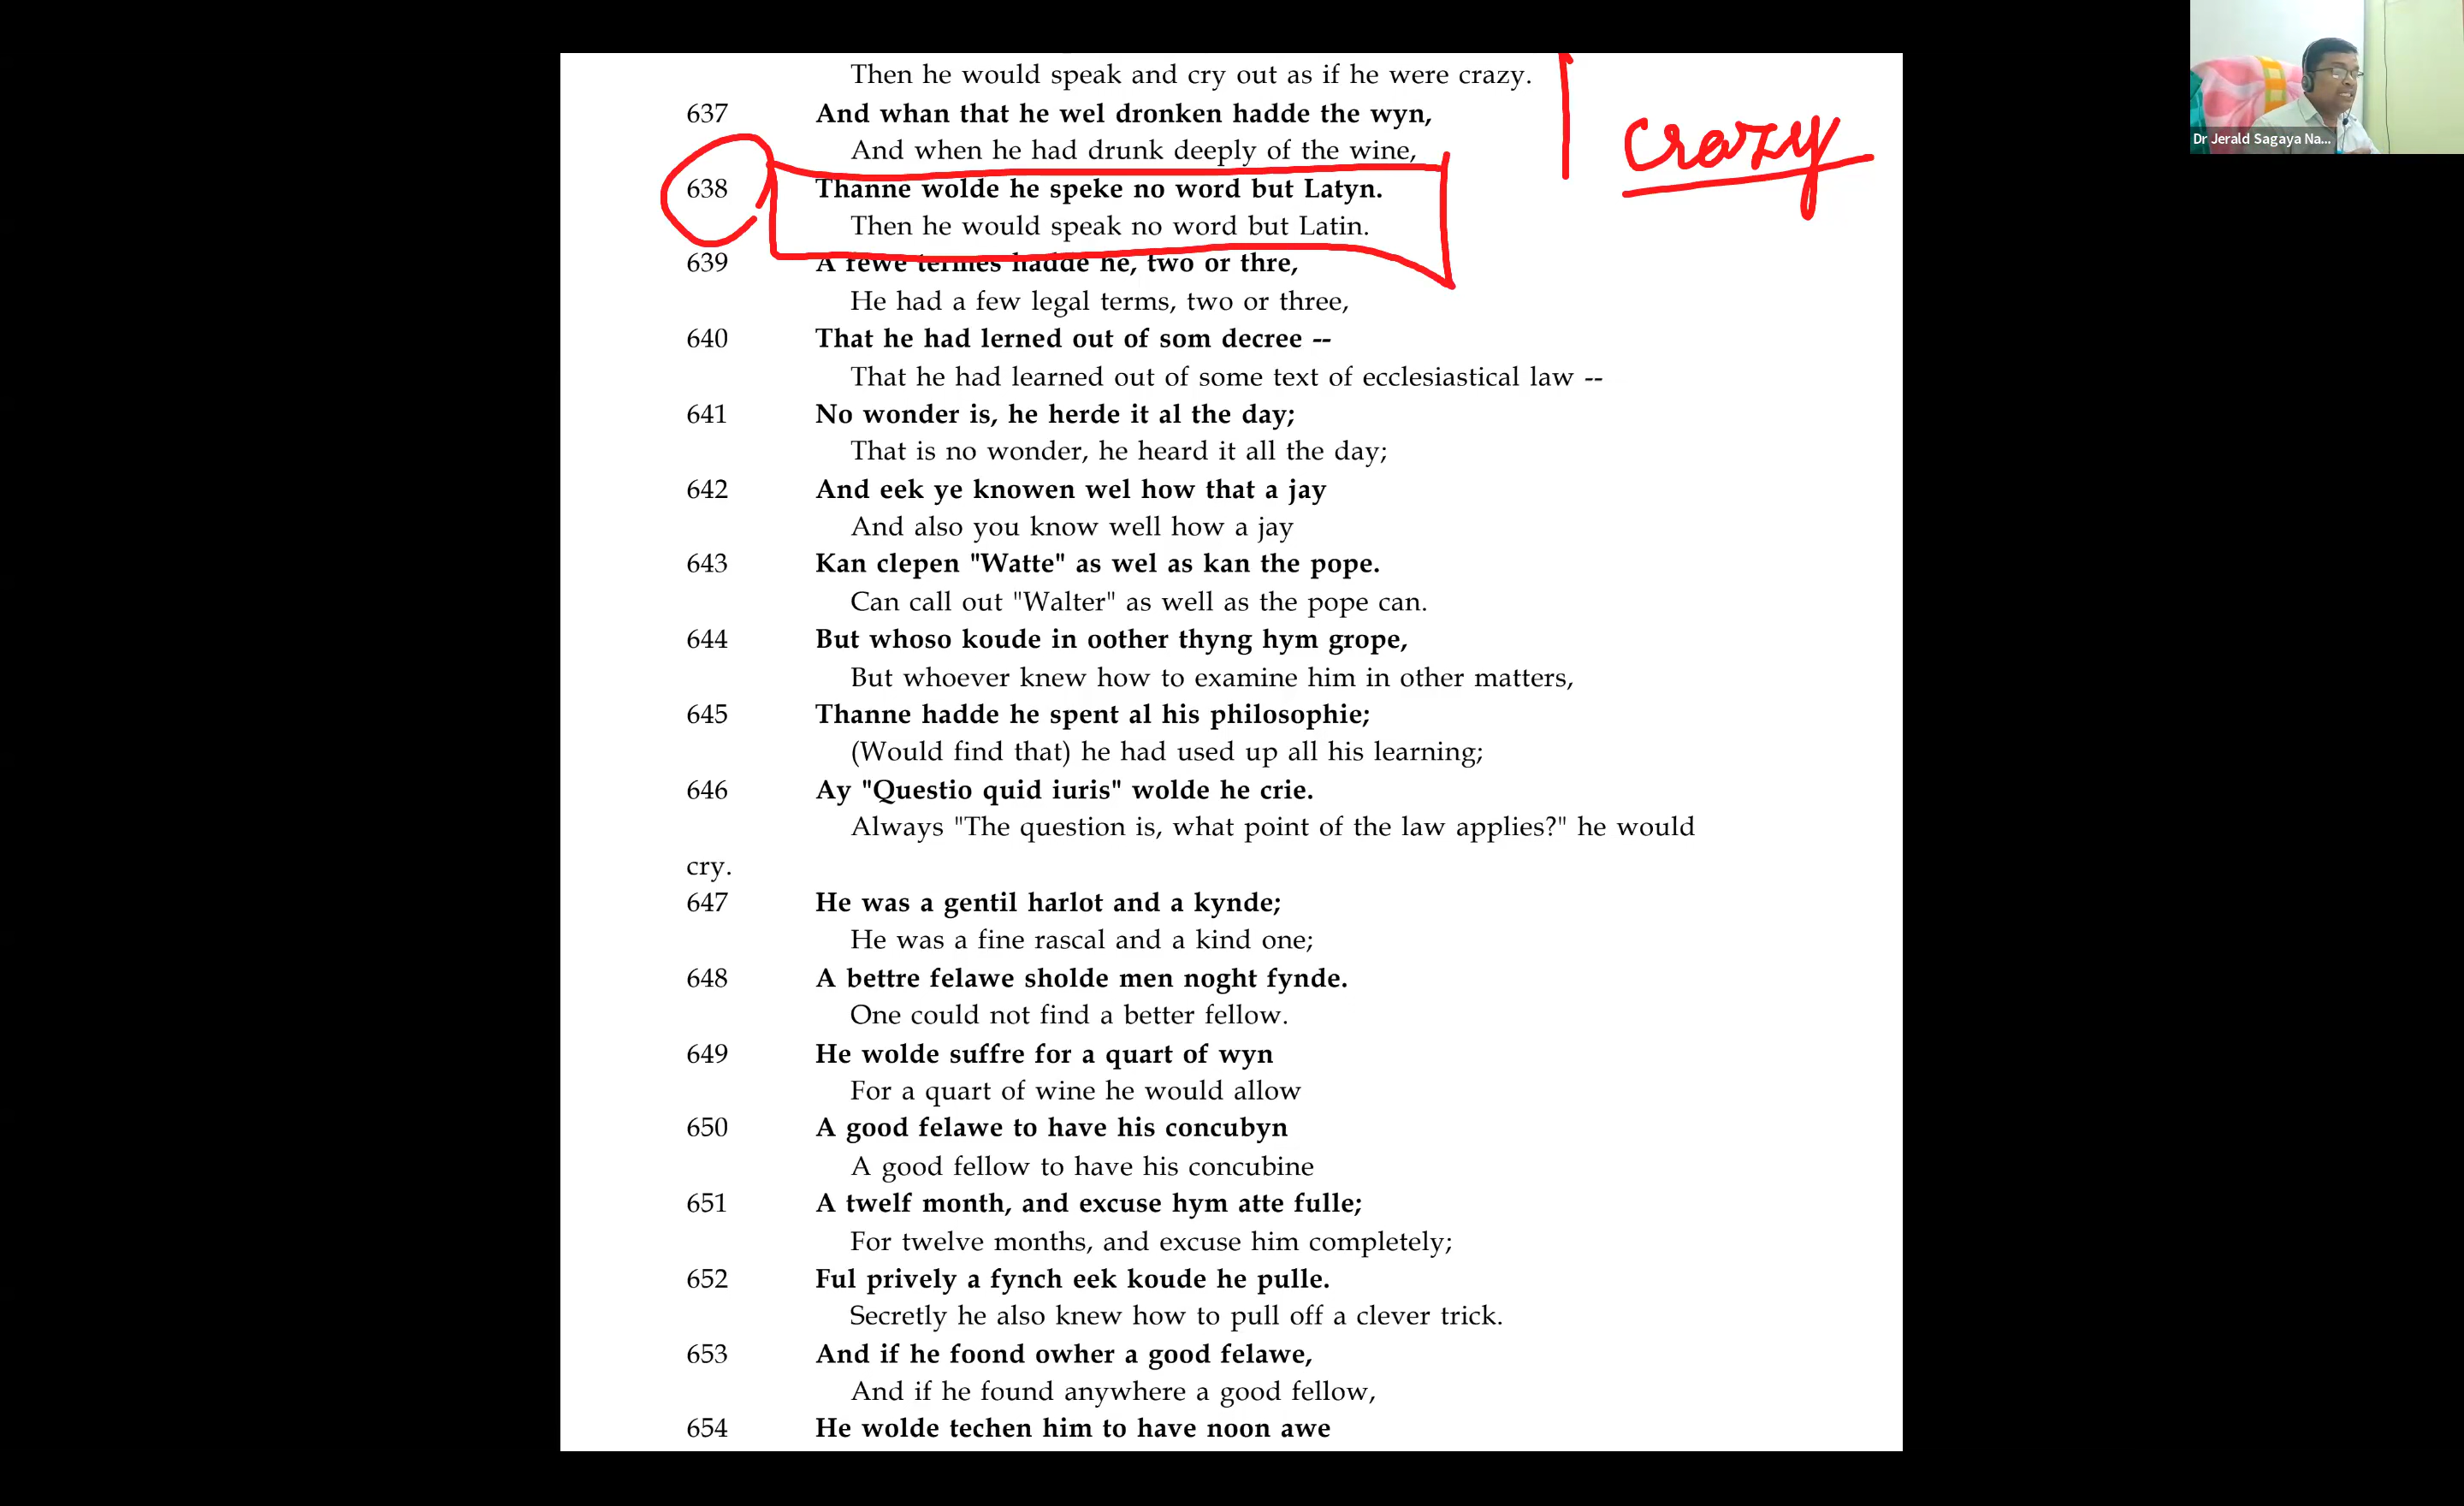 Then he would speak and cry out as if he were crazy.
637 And whan that he wel dronken hadde the wyn,
And when he had drunk deeply of the wine,
638 Thanne wolde he speke no word but Latyn.
Then he would speak no word but Latin.
639 A fewe termes hadde he, two or thre,
He had a few legal terms, two or three,
640 That he had lerned out of som decree --
That he had learned out of some text of ecclesiastical law --
641 No wonder is, he herde it al the day;
That is no wonder, he heard it all the day;
642 And eek ye knowen wel how that a jay
And also you know well how a jay
643 Kan clepen "Watte" as wel as kan the pope.
Can call out "Walter" as well as the pope can.
644 But whoso koude in oother thyng hym grope,
But whoever knew how to examine him in other matters,
645 Thanne hadde he spent al his philosophie;
(Would find that) he had used up all his learning;
646 Ay "Questio quid iuris" wolde he crie.
Always "The question is, what point of the law applies?" he would
cry.
647 He was a gentil harlot and a kynde;
He was a fine rascal and a kind one;
648 A bettre felawe sholde men noght fynde.
One could not find a better fellow.
649 He wolde suffre for a quart of wyn
For a quart of wine he would allow
650 A good felawe to have his concubyn
A good fellow to have his concubine
651 A twelf month, and excuse hym atte fulle;
For twelve months, and excuse him completely;
652 Ful prively a fynch eek koude he pulle.
Secretly he also knew how to pull off a clever trick.
653 And if he foond owher a good felawe,
And if he found anywhere a good fellow,
654 He wolde techen him to have noon awe
crazy
Dr Jerald Sagaya Na...